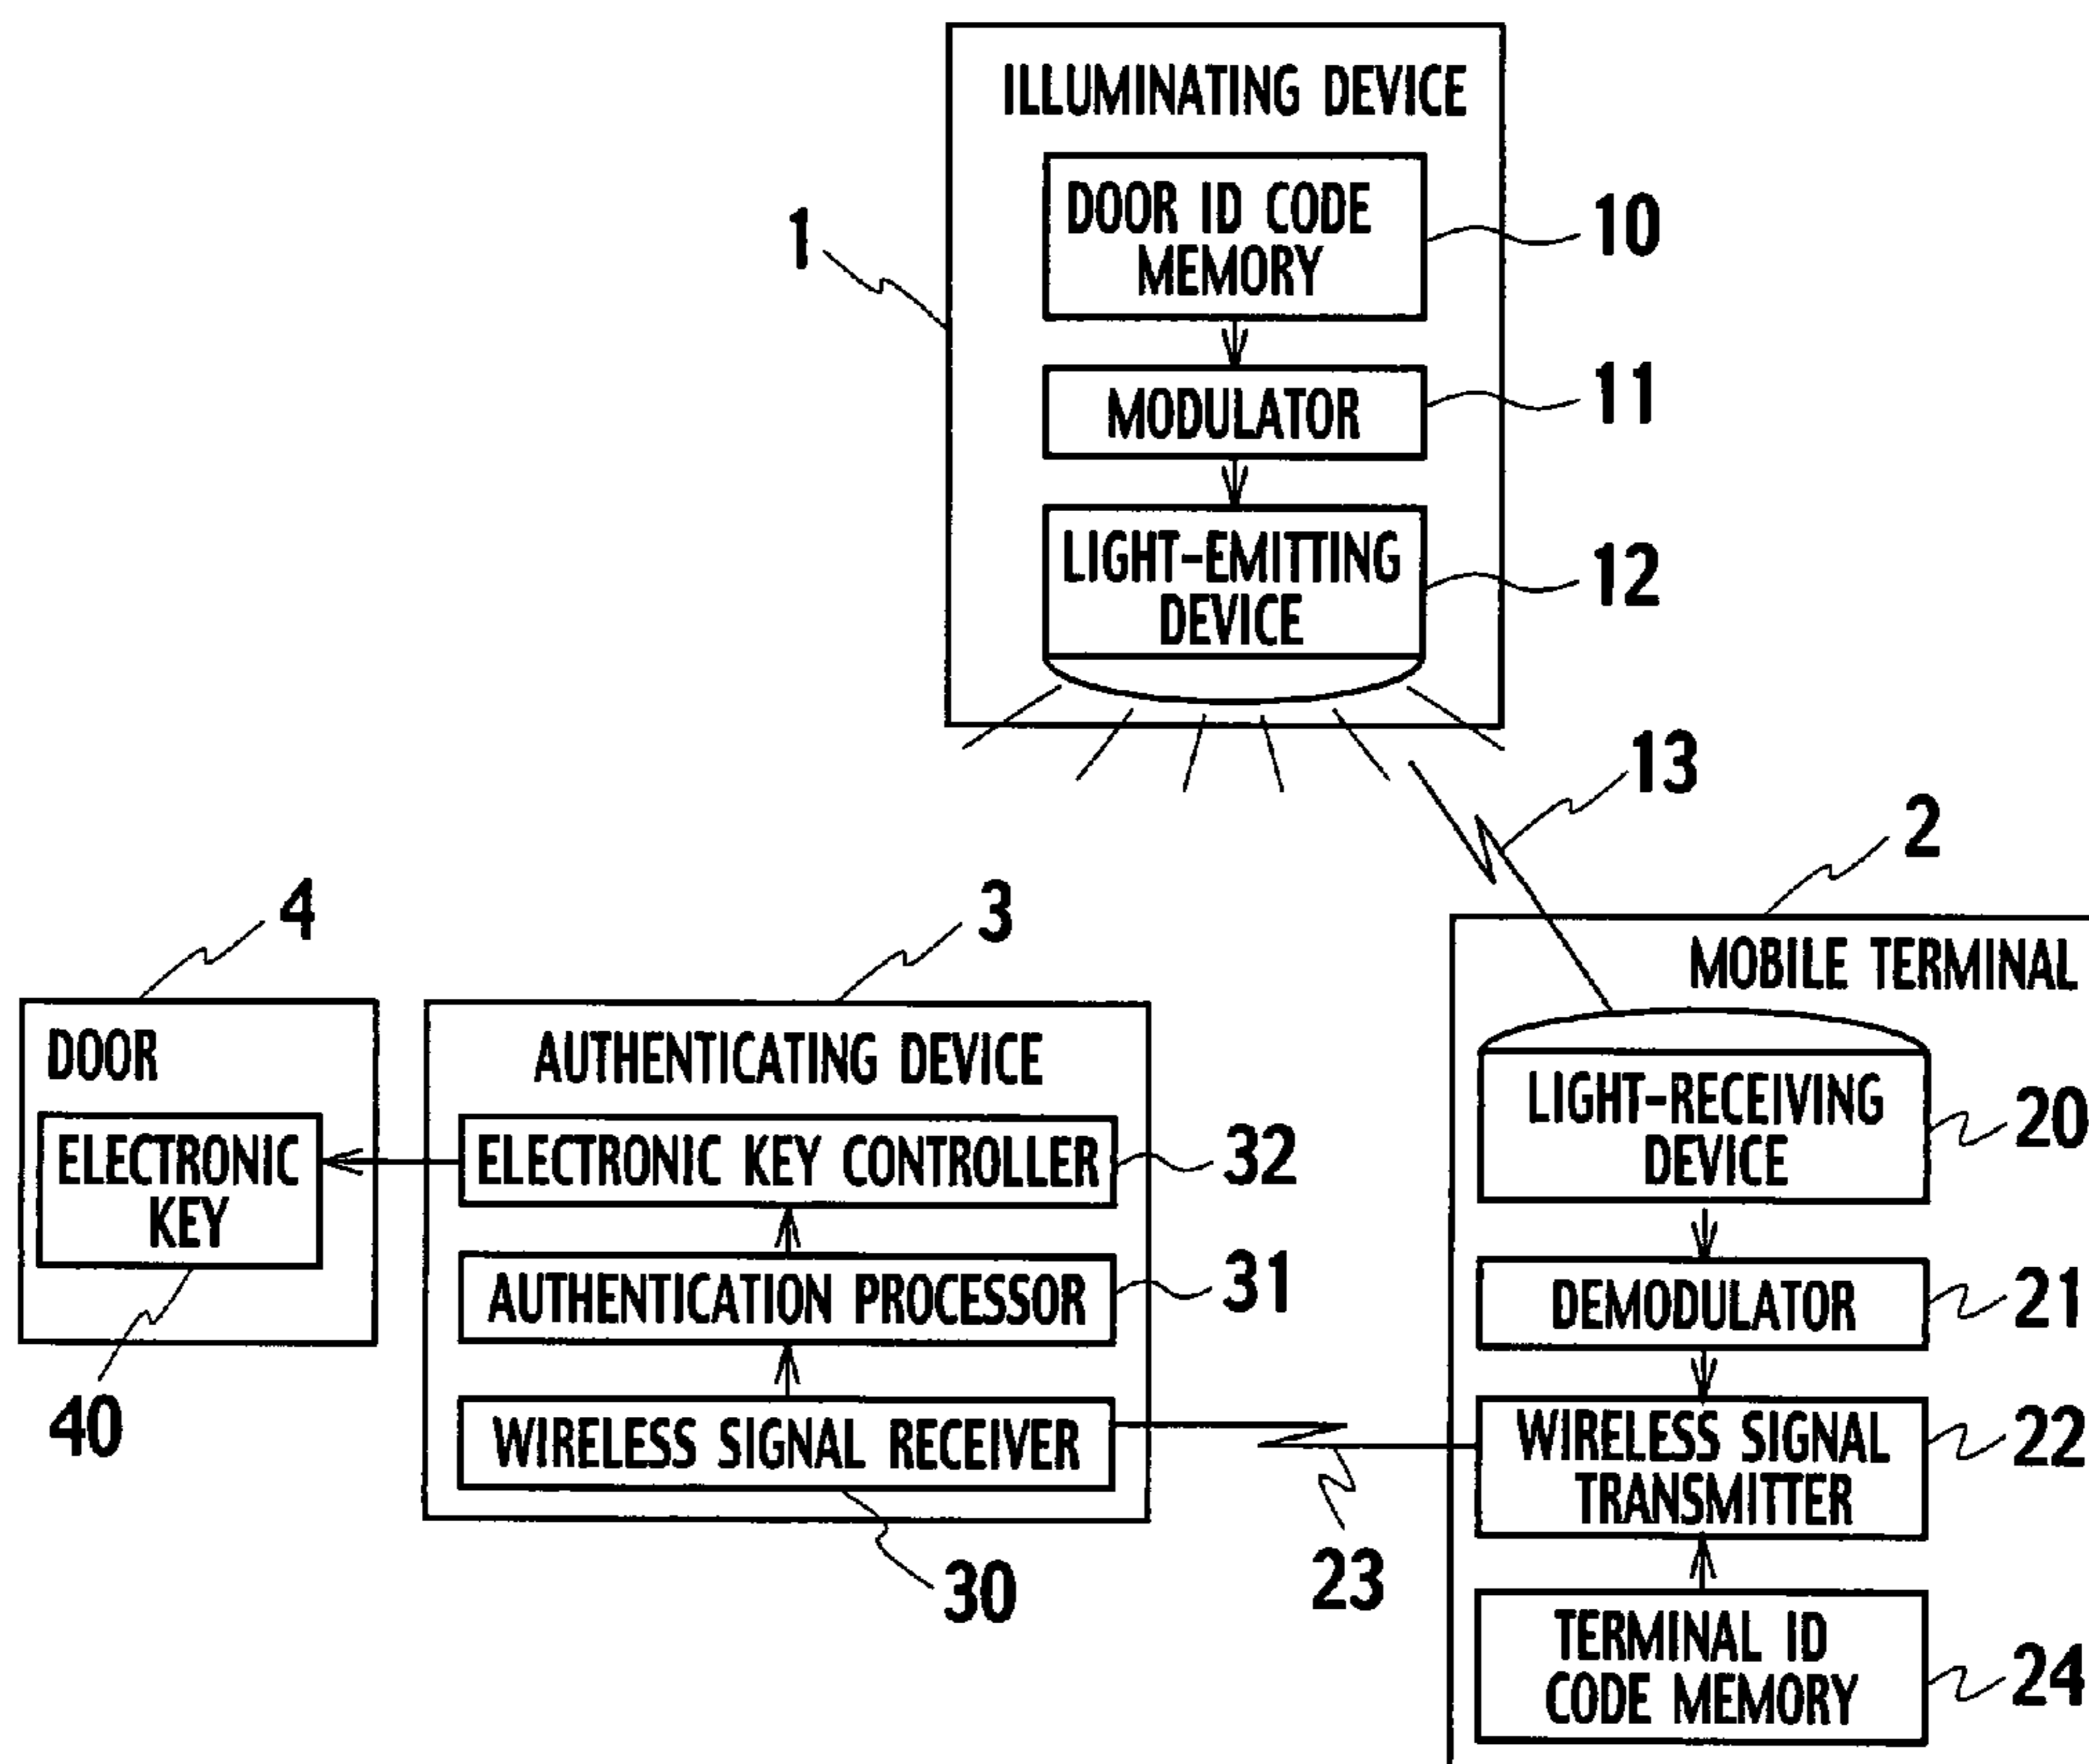 ILLUMINATING DEVICE
DOOR ID CODE
MEMORY
10
1
MODULATOR
11
LIGHT-EMITTING
DEVICE
12
13
2
MOBILE TERMINAL
LIGHT-RECEIVING
DEVICE
20
DEMODULATOR
21
WIRELESS SIGNAL
TRANSMITTER
22
23
TERMINAL ID
CODE MEMORY
24
3
AUTHENTICATING DEVICE
ELECTRONIC KEY CONTROLLER
32
AUTHENTICATION PROCESSOR
31
WIRELESS SIGNAL RECEIVER
30
4
DOOR
ELECTRONIC
KEY
40